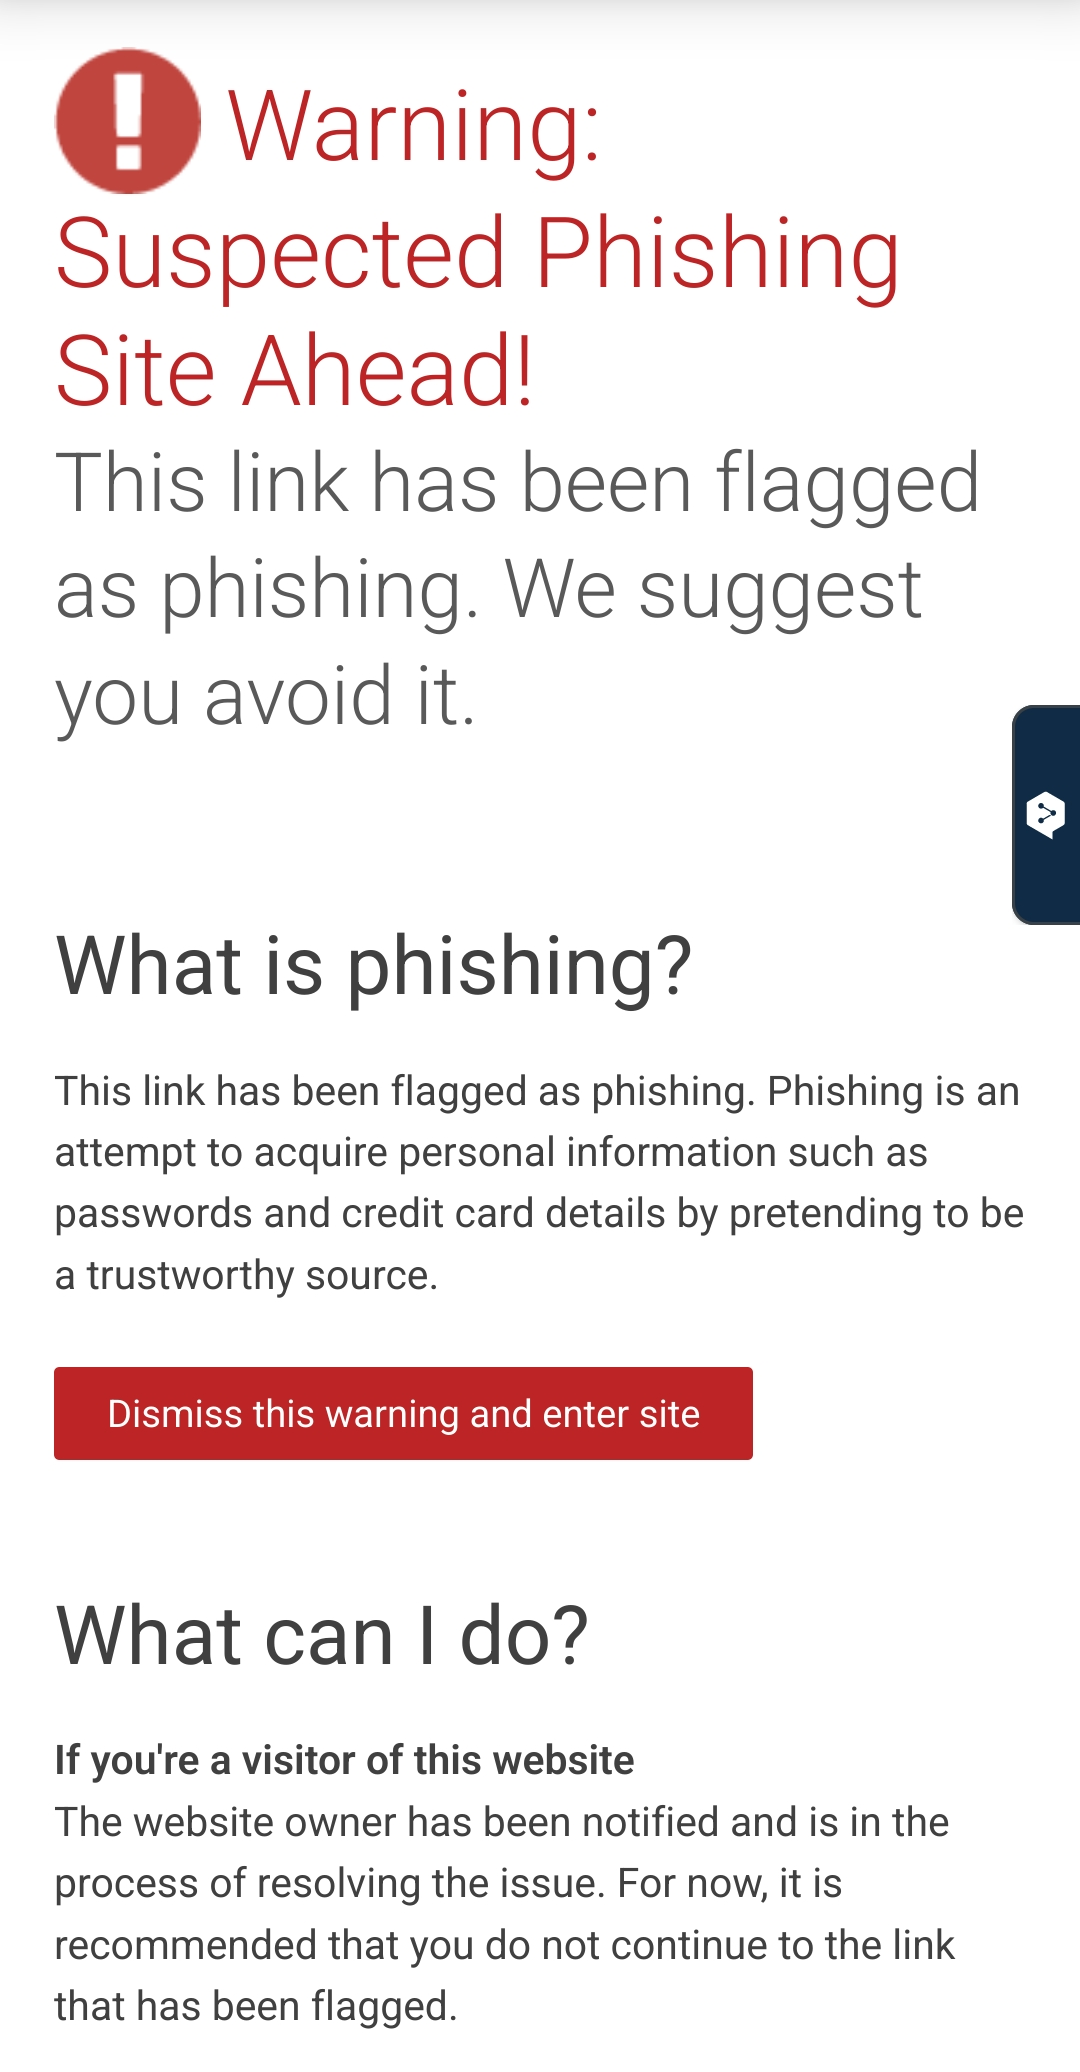 Warning:
Suspected Phishing
Site Ahead!
This link has been flagged
as phishing. We suggest
you avoid it.
What is phishing?
This link has been flagged as phishing. Phishing is an
attempt to acquire personal information such as
passwords and credit card details by pretending to be
a trustworthy source.
Dismiss this warning and enter site
What can I do?
If you're a visitor of this website
The website owner has been notified and is in the
process of resolving the issue. For now, it is
recommended that you do not continue to the link
that has been flagged.